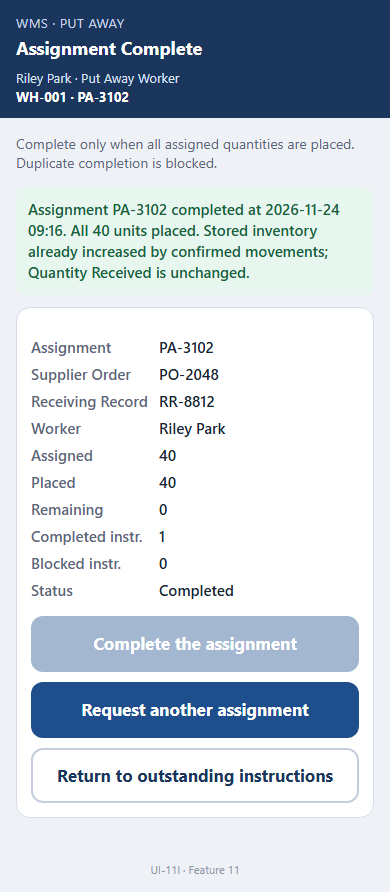 WMS · PUT AWAY
Assignment Complete
Riley Park · Put Away Worker
WH-001 · PA-3102
Complete only when all assigned quantities are placed.
Duplicate completion is blocked.
Assignment PA-3102 completed at 2026-11-24
09:16. All 40 units placed. Stored inventory
already increased by confirmed movements;
Quantity Received is unchanged.
Assignment PA-3102
Supplier Order PO-2048
Receiving Record RR-8812
Worker Riley Park
Assigned 40
Placed 40
Remaining 0
Completed instr. 1
Blocked instr. 0
Status Completed
Complete the assignment
Request another assignment
Return to outstanding instructions
UI-11I · Feature 11